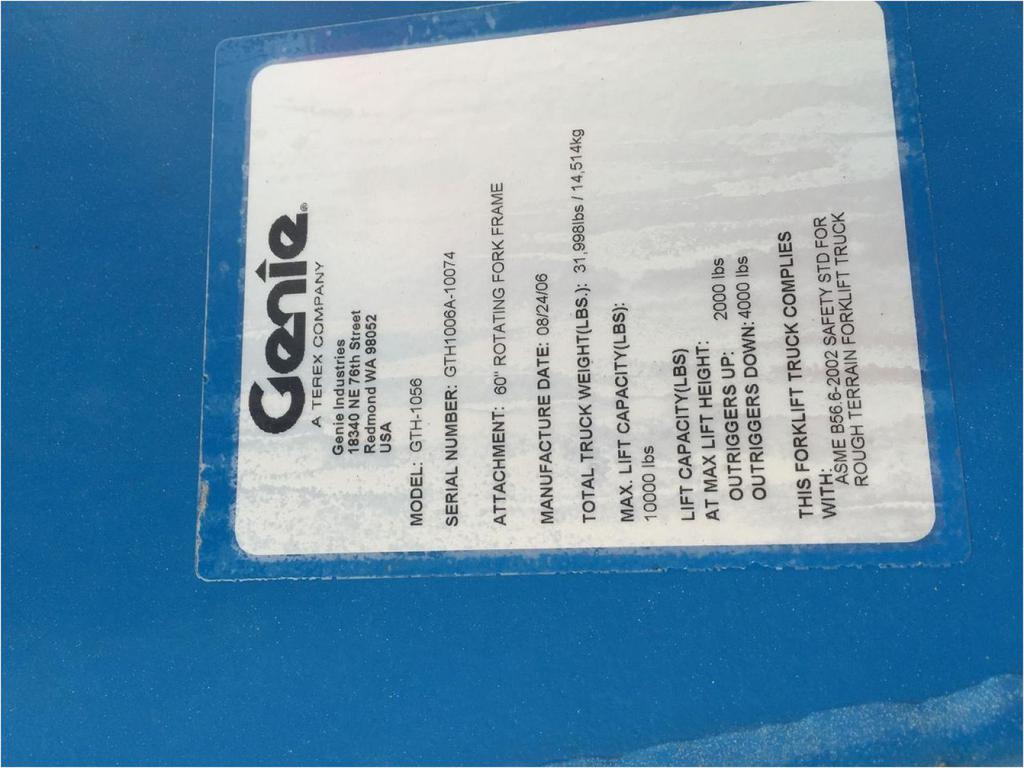 Genie®
A TEREX COMPANY
Genie Industries
18340 NE 76th Street
Redmond WA 98052
USA
MODEL: GTH-1056
SERIAL NUMBER: GTH1006A-10074
ATTACHMENT: 60" ROTATING FORK FRAME
MANUFACTURE DATE: 08/24/06
TOTAL TRUCK WEIGHT(LBS.): 31,998lbs / 14,514kg
MAX. LIFT CAPACITY(LBS):
10000 lbs
LIFT CAPACITY(LBS)
AT MAX LIFT HEIGHT:
OUTRIGGERS UP: 2000 lbs
OUTRIGGERS DOWN: 4000 lbs
THIS FORKLIFT TRUCK COMPLIES
WITH:
ASME B56.6-2002 SAFETY STD FOR
ROUGH TERRAIN FORKLIFT TRUCK